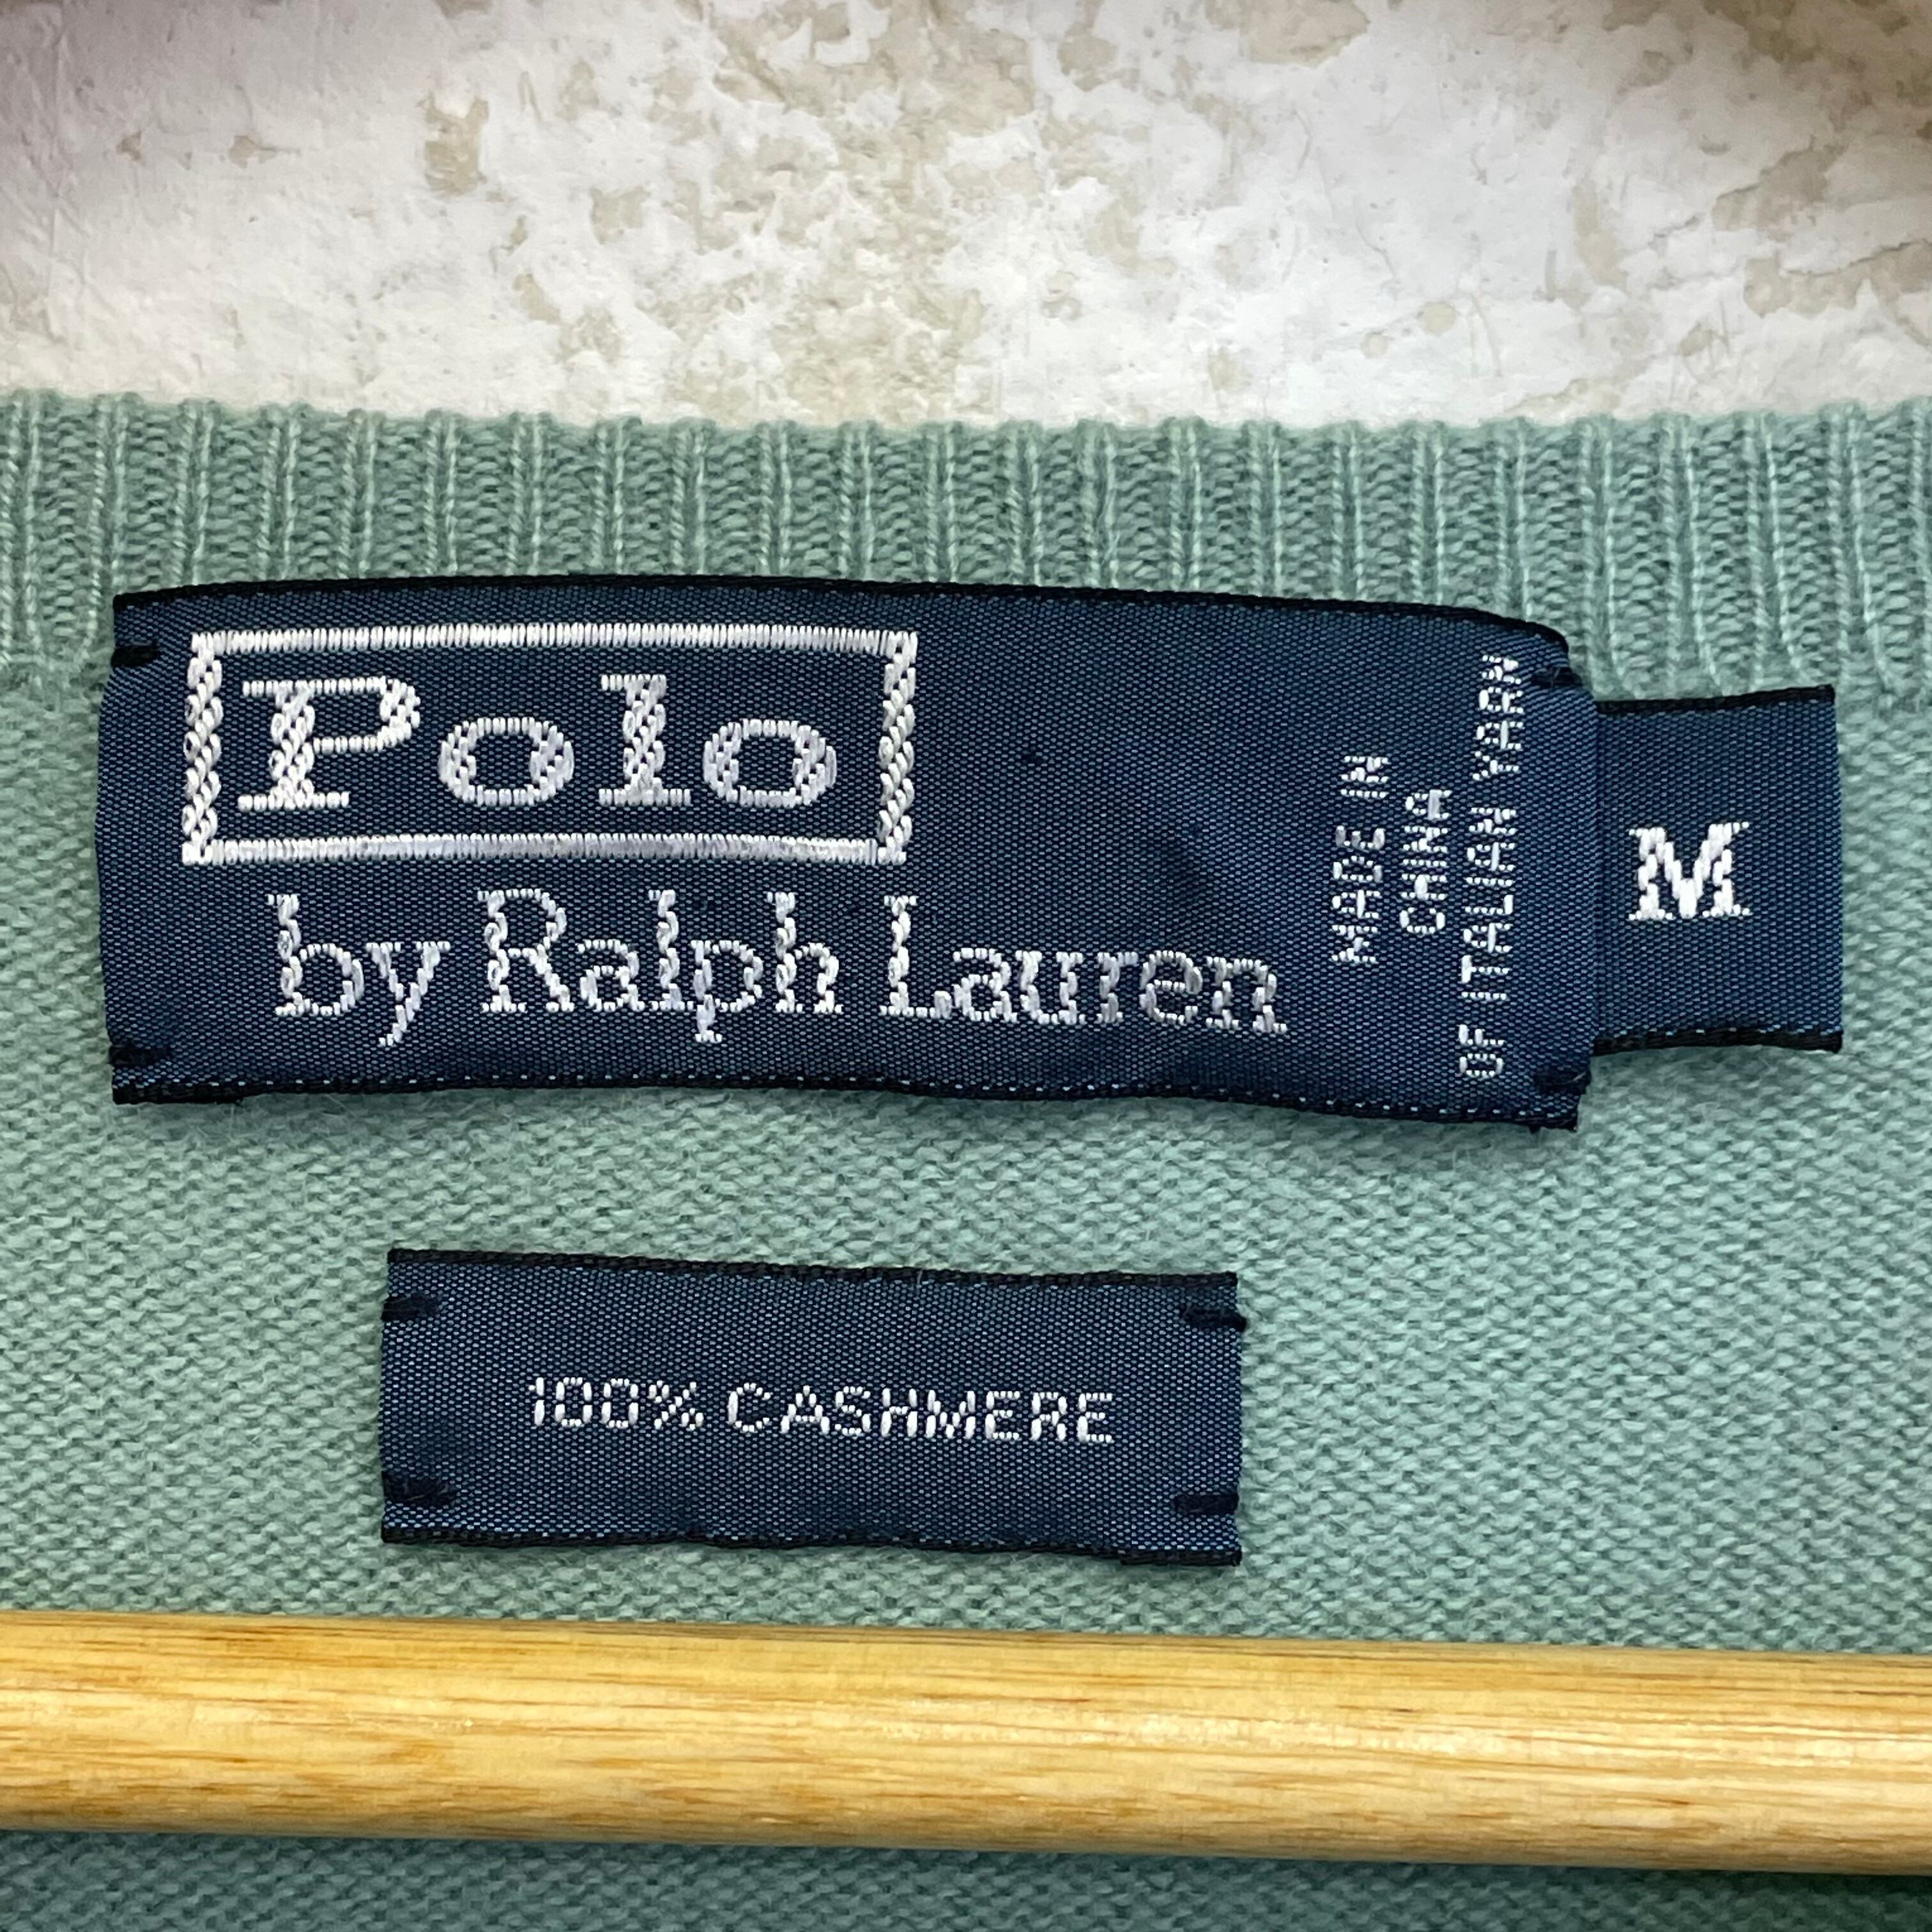 Polo
by Ralph Lauren
MADE IN
CHINA
OF ITALIAN YARN
M
100% CASHMERE